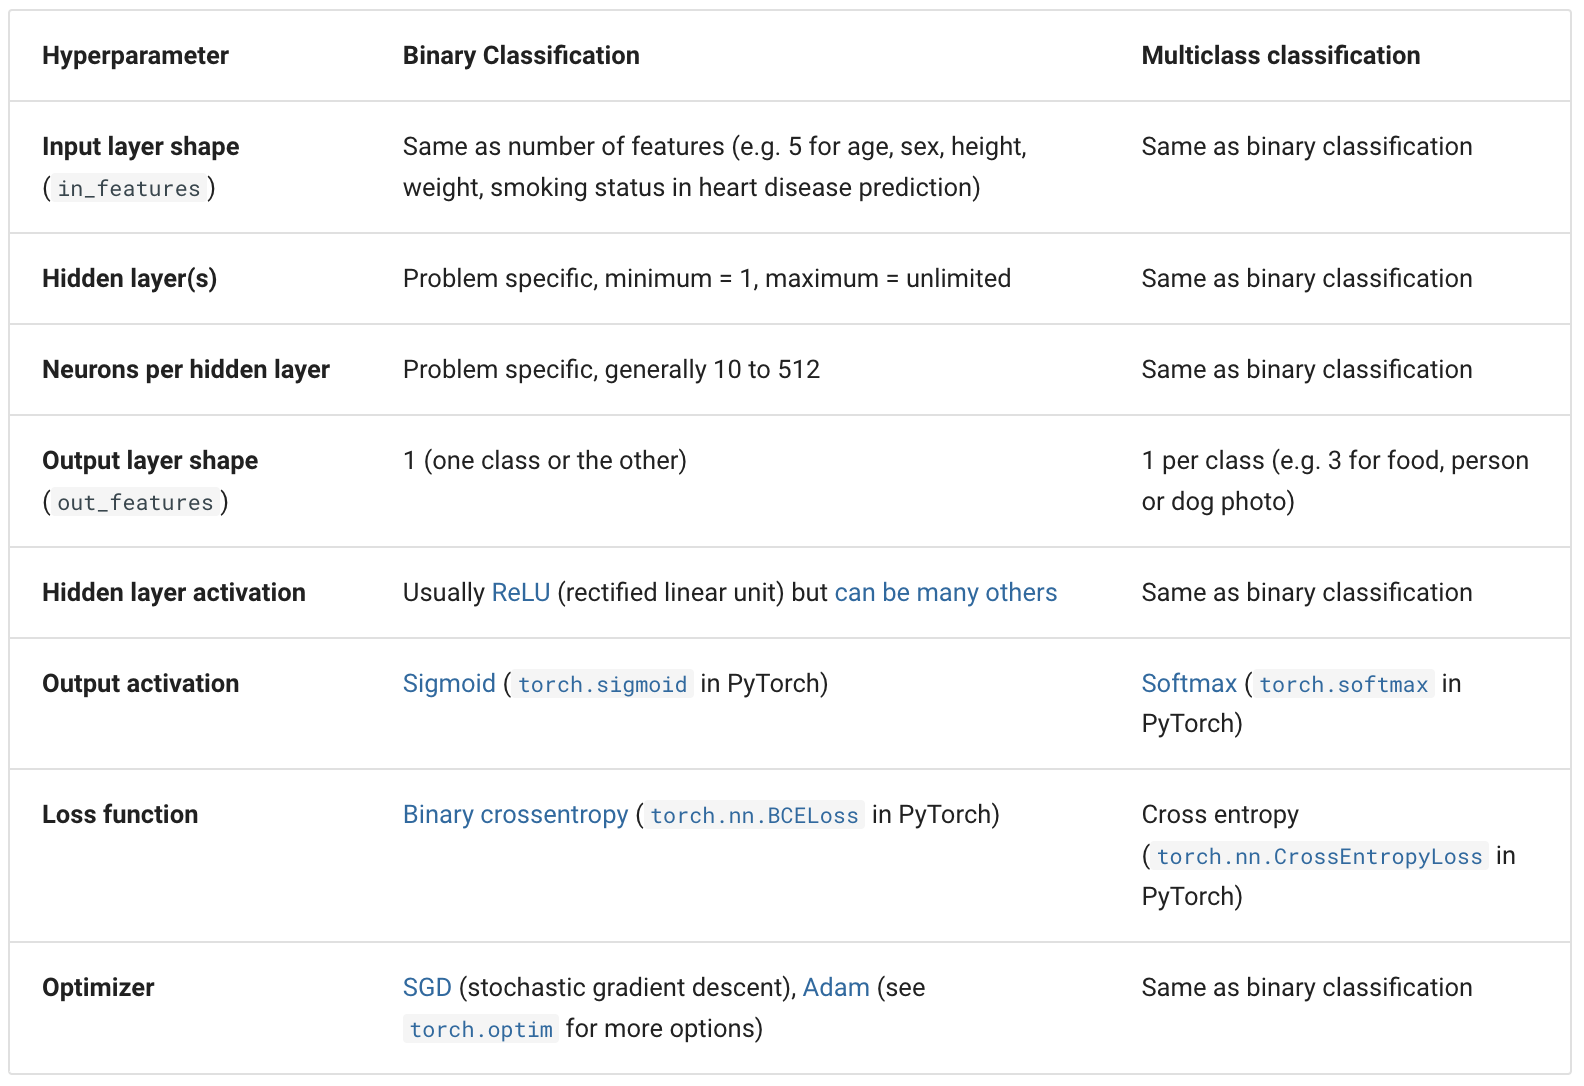 Hyperparameter Binary Classification Multiclass classification
Input layer shape Same as number of features (e.g. 5 for age, sex, height, Same as binary classification
(in_features) weight, smoking status in heart disease prediction)
Hidden layer(s) Problem specific, minimum = 1, maximum = unlimited Same as binary classification
Neurons per hidden layer Problem specific, generally 10 to 512 Same as binary classification
Output layer shape 1 (one class or the other) 1 per class (e.g. 3 for food, person
(out_features) or dog photo)
Hidden layer activation Usually ReLU (rectified linear unit) but can be many others Same as binary classification
Output activation Sigmoid (torch.sigmoid in PyTorch) Softmax (torch.softmax in
PyTorch)
Loss function Binary crossentropy (torch.nn.BCELoss in PyTorch) Cross entropy
(torch.nn.CrossEntropyLoss in
PyTorch)
Optimizer SGD (stochastic gradient descent), Adam (see Same as binary classification
torch.optim for more options)